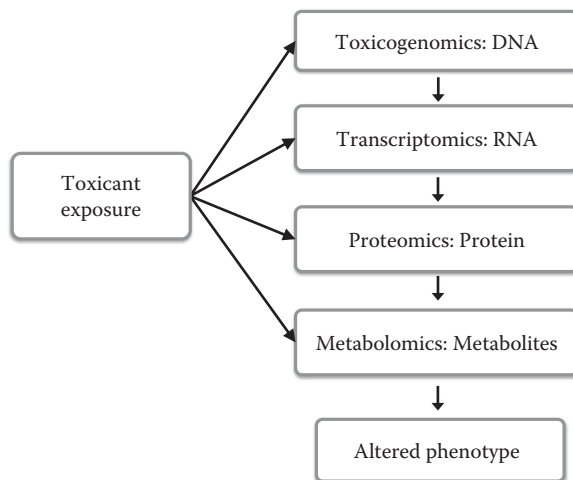 Toxicogenomics: DNA
Transcriptomics: RNA
Toxicant
exposure
Proteomics: Protein
Metabolomics: Metabolites
Altered phenotype